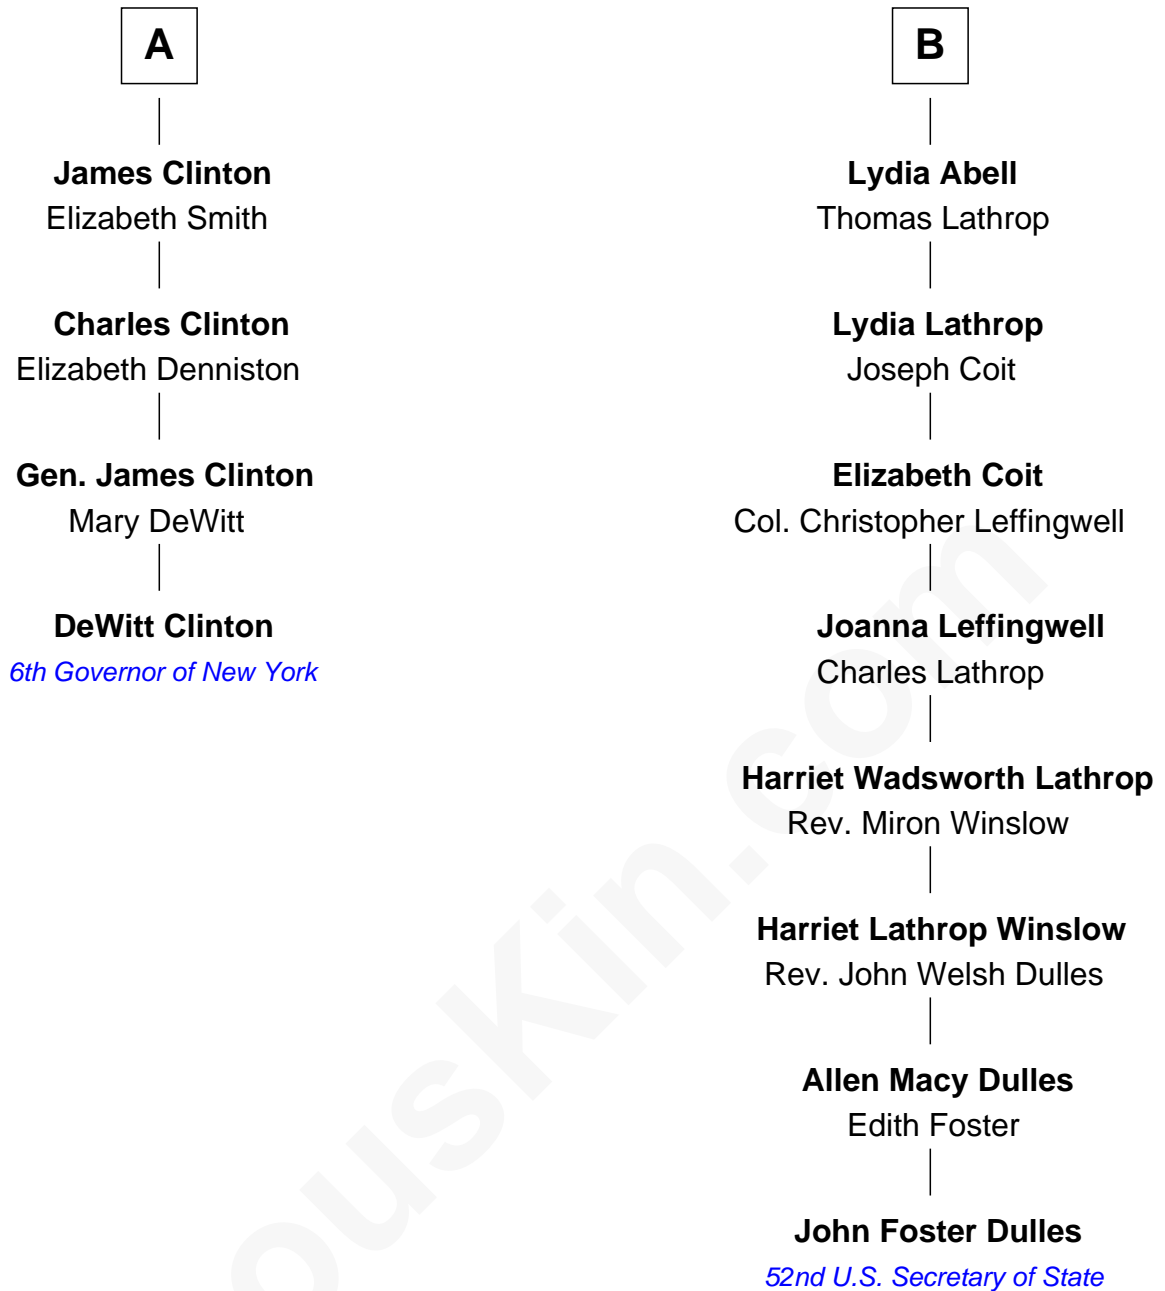 A
James Clinton
Elizabeth Smith
Charles Clinton
Elizabeth Denniston
Gen. James Clinton
Mary DeWitt
DeWitt Clinton
6th Governor of New York
B
Lydia Abell
Thomas Lathrop
Lydia Lathrop
Joseph Coit
Elizabeth Coit
Col. Christopher Leffingwell
Joanna Leffingwell
Charles Lathrop
Harriet Wadsworth Lathrop
Rev. Miron Winslow
Harriet Lathrop Winslow
Rev. John Welsh Dulles
Allen Macy Dulles
Edith Foster
John Foster Dulles
52nd U.S. Secretary of State
ousKin.com